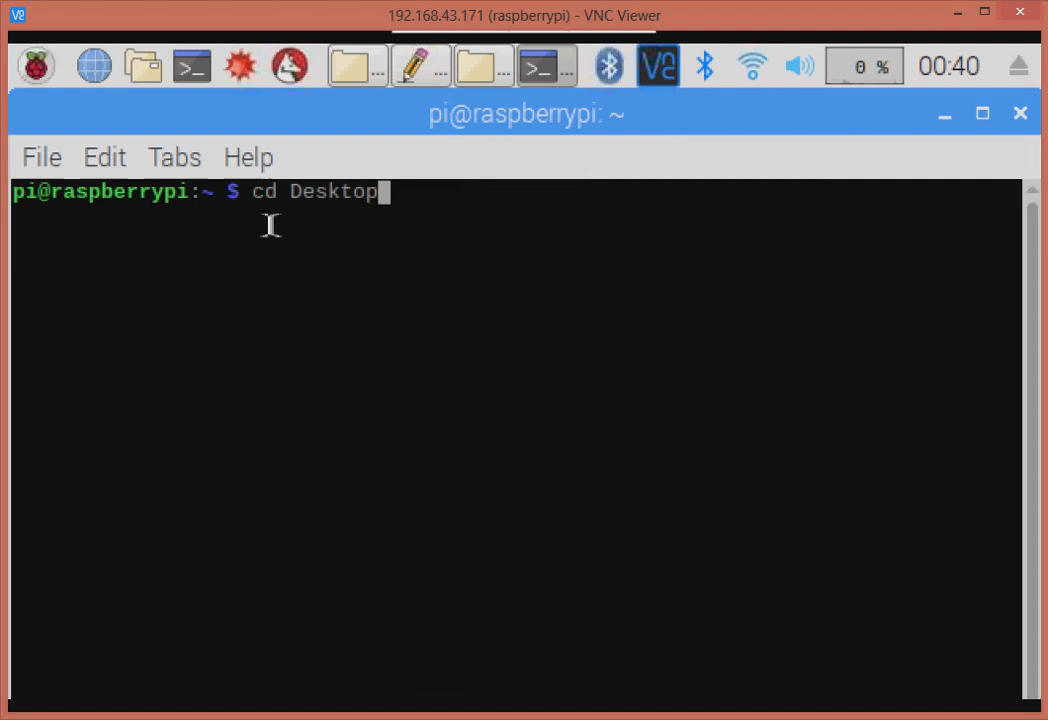 192.168.43.171 (raspberrypi) - VNC Viewer
0 %
00:40
pi@raspberrypi: ~
File Edit Tabs Help
pi@raspberrypi:~ $ cd Desktop